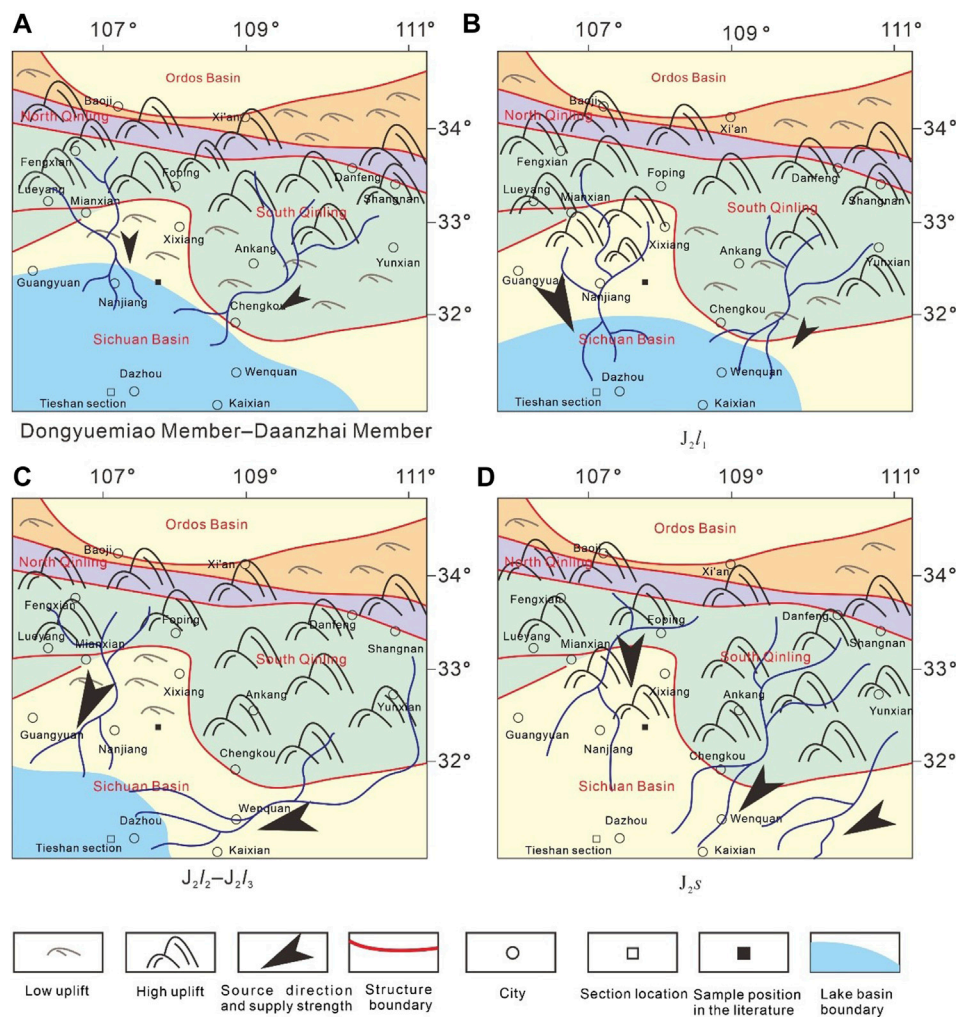 A
107°
109°
111°
Ordos Basin
Baoji
Xi'an
North Qinling
34°
Fengxian
Foping
Danfeng
Lueyang
Mianxian
Shangnan
South Qinling
33°
Xixiang
Ankang
Yunxian
Guangyuan
Nanjiang
Chengkou
32°
Sichuan Basin
Dazhou
Wenquan
Tieshan section
Kaixian
Dongyuemiao Member–Daanzhai Member
B
107°
109°
111°
Ordos Basin
Baoji
Xi'an
North Qinling
34°
Fengxian
Foping
Danfeng
Lueyang
Mianxian
Shangnan
South Qinling
33°
Xixiang
Ankang
Yunxian
Guangyuan
Nanjiang
Chengkou
32°
Sichuan Basin
Dazhou
Wenquan
Tieshan section
Kaixian
J₂l₁
C
107°
109°
111°
Ordos Basin
Baoji
Xi'an
North Qinling
34°
Fengxian
Foping
Danfeng
Lueyang
Mianxian
Shangnan
South Qinling
33°
Xixiang
Ankang
Yunxian
Guangyuan
Nanjiang
Chengkou
32°
Sichuan Basin
Wenquan
Dazhou
Tieshan section
Kaixian
J₂l₂–J₂l₃
D
107°
109°
111°
Ordos Basin
Baoji
Xi'an
North Qinling
34°
Fengxian
Foping
Danfeng
Lueyang
Mianxian
Shangnan
South Qinling
33°
Xixiang
Ankang
Yunxian
Guangyuan
Nanjiang
Chengkou
32°
Sichuan Basin
Wenquan
Dazhou
Tieshan section
Kaixian
J₂s
Low uplift
High uplift
Source direction
and supply strength
Structure
boundary
City
Section location
Sample position
in the literature
Lake basin
boundary